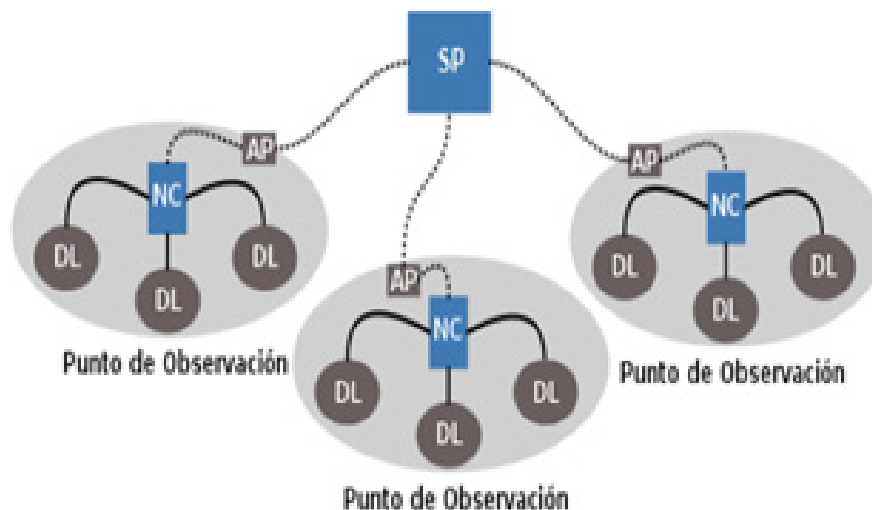 SP
AP
NC
DL
DL
DL
Punto de Observación
AP
NC
DL
DL
DL
Punto de Observación
AP
NC
DL
DL
DL
Punto de Observación